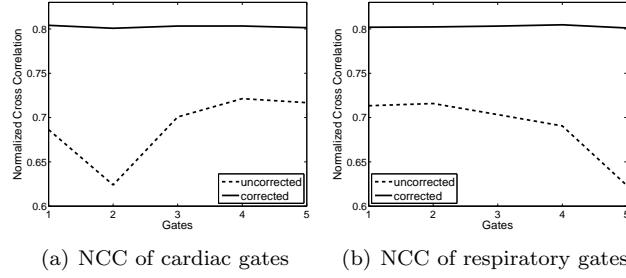 0.8
0.75
0.7
0.65
0.6
Normalized Cross Correlation
1 2 3 4 5
Gates
uncorrected
corrected
(a) NCC of cardiac gates
0.8
0.75
0.7
0.65
0.6
Normalized Cross Correlation
1 2 3 4 5
Gates
uncorrected
corrected
(b) NCC of respiratory gates